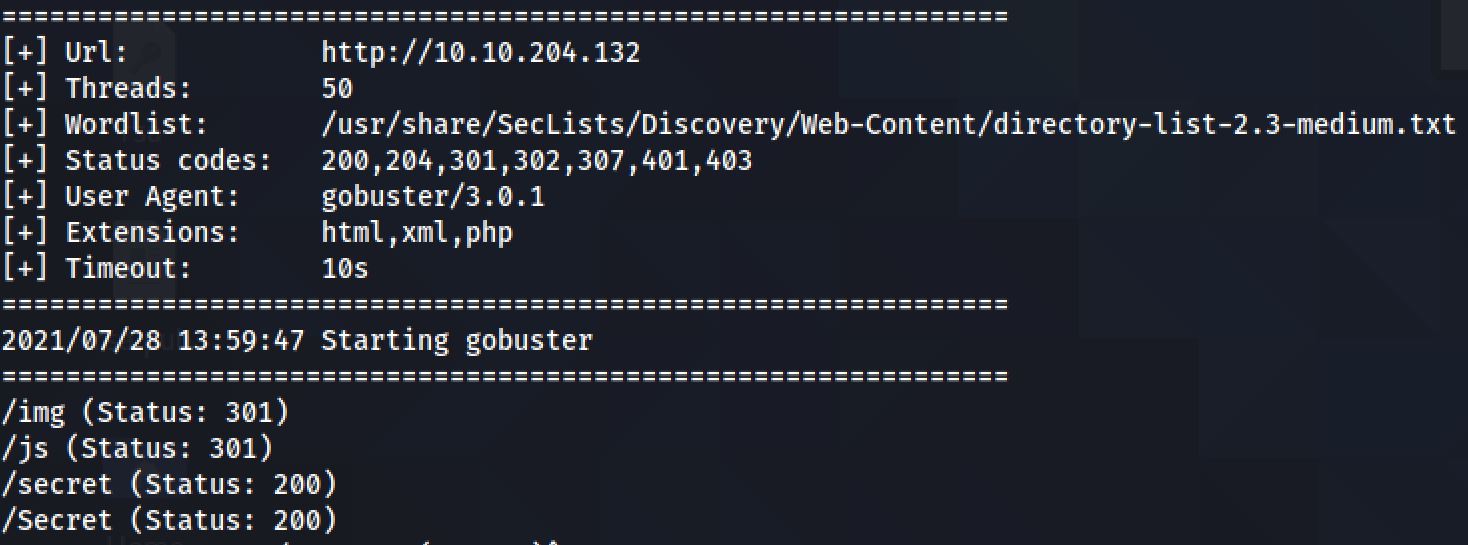 ===============================================================
[+] Url:            http://10.10.204.132
[+] Threads:        50
[+] Wordlist:       /usr/share/SecLists/Discovery/Web-Content/directory-list-2.3-medium.txt
[+] Status codes:   200,204,301,302,307,401,403
[+] User Agent:     gobuster/3.0.1
[+] Extensions:     html,xml,php
[+] Timeout:        10s
===============================================================
2021/07/28 13:59:47 Starting gobuster
===============================================================
/img (Status: 301)
/js (Status: 301)
/secret (Status: 200)
/Secret (Status: 200)